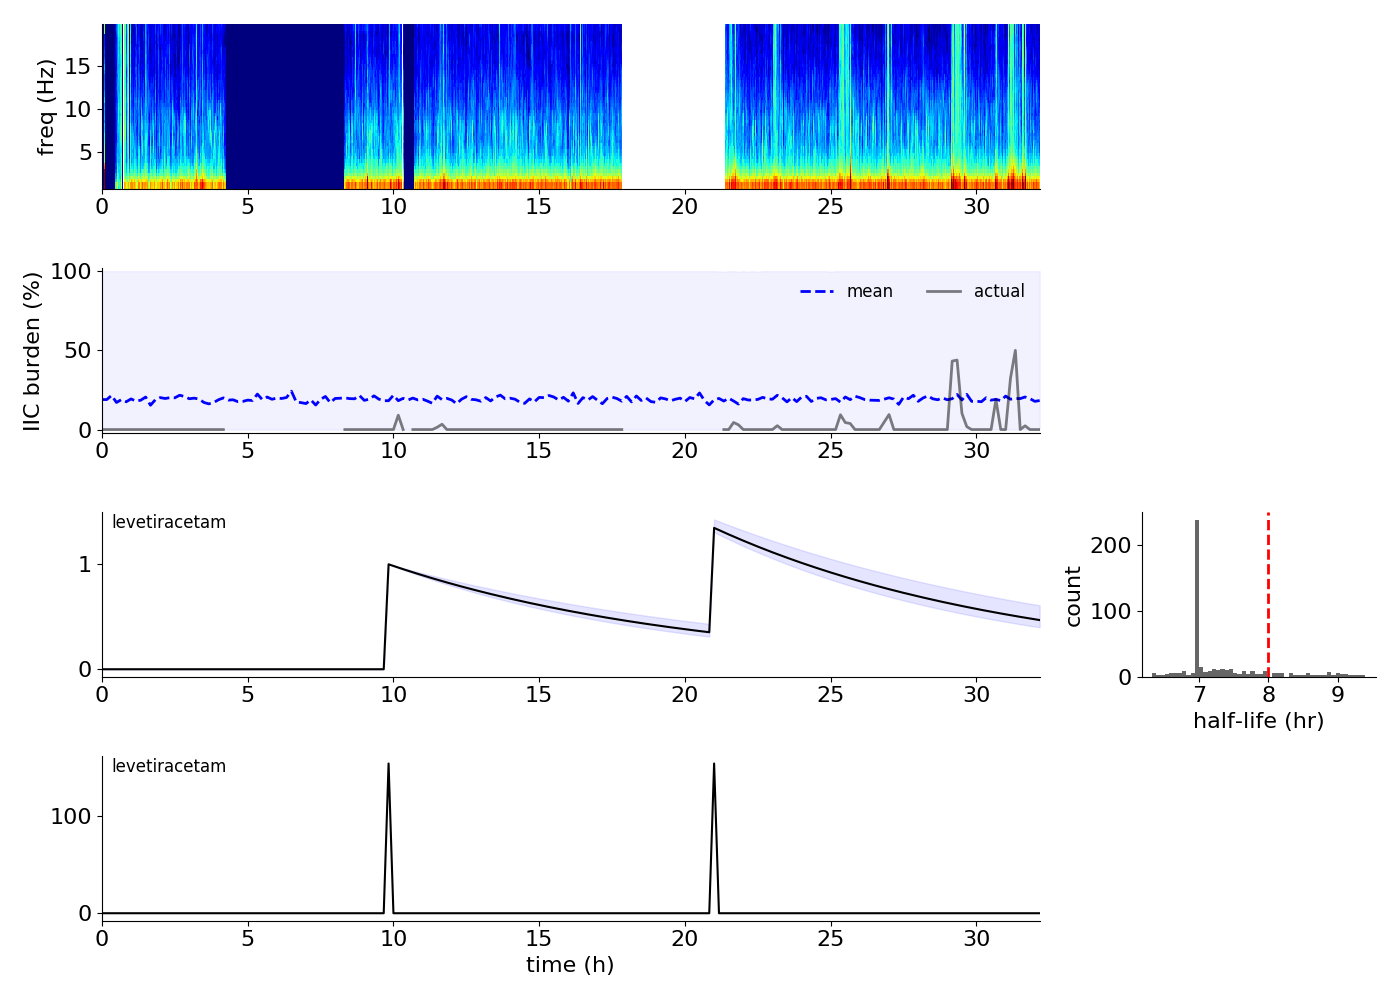 freq (Hz)
15
10
5
0 5 10 15 20 25 30
IIC burden (%)
100
50
0
mean actual
0 5 10 15 20 25 30
levetiracetam
1
0
0 5 10 15 20 25 30
count
200
100
0
7 8 9
half-life (hr)
levetiracetam
100
0
0 5 10 15 20 25 30
time (h)